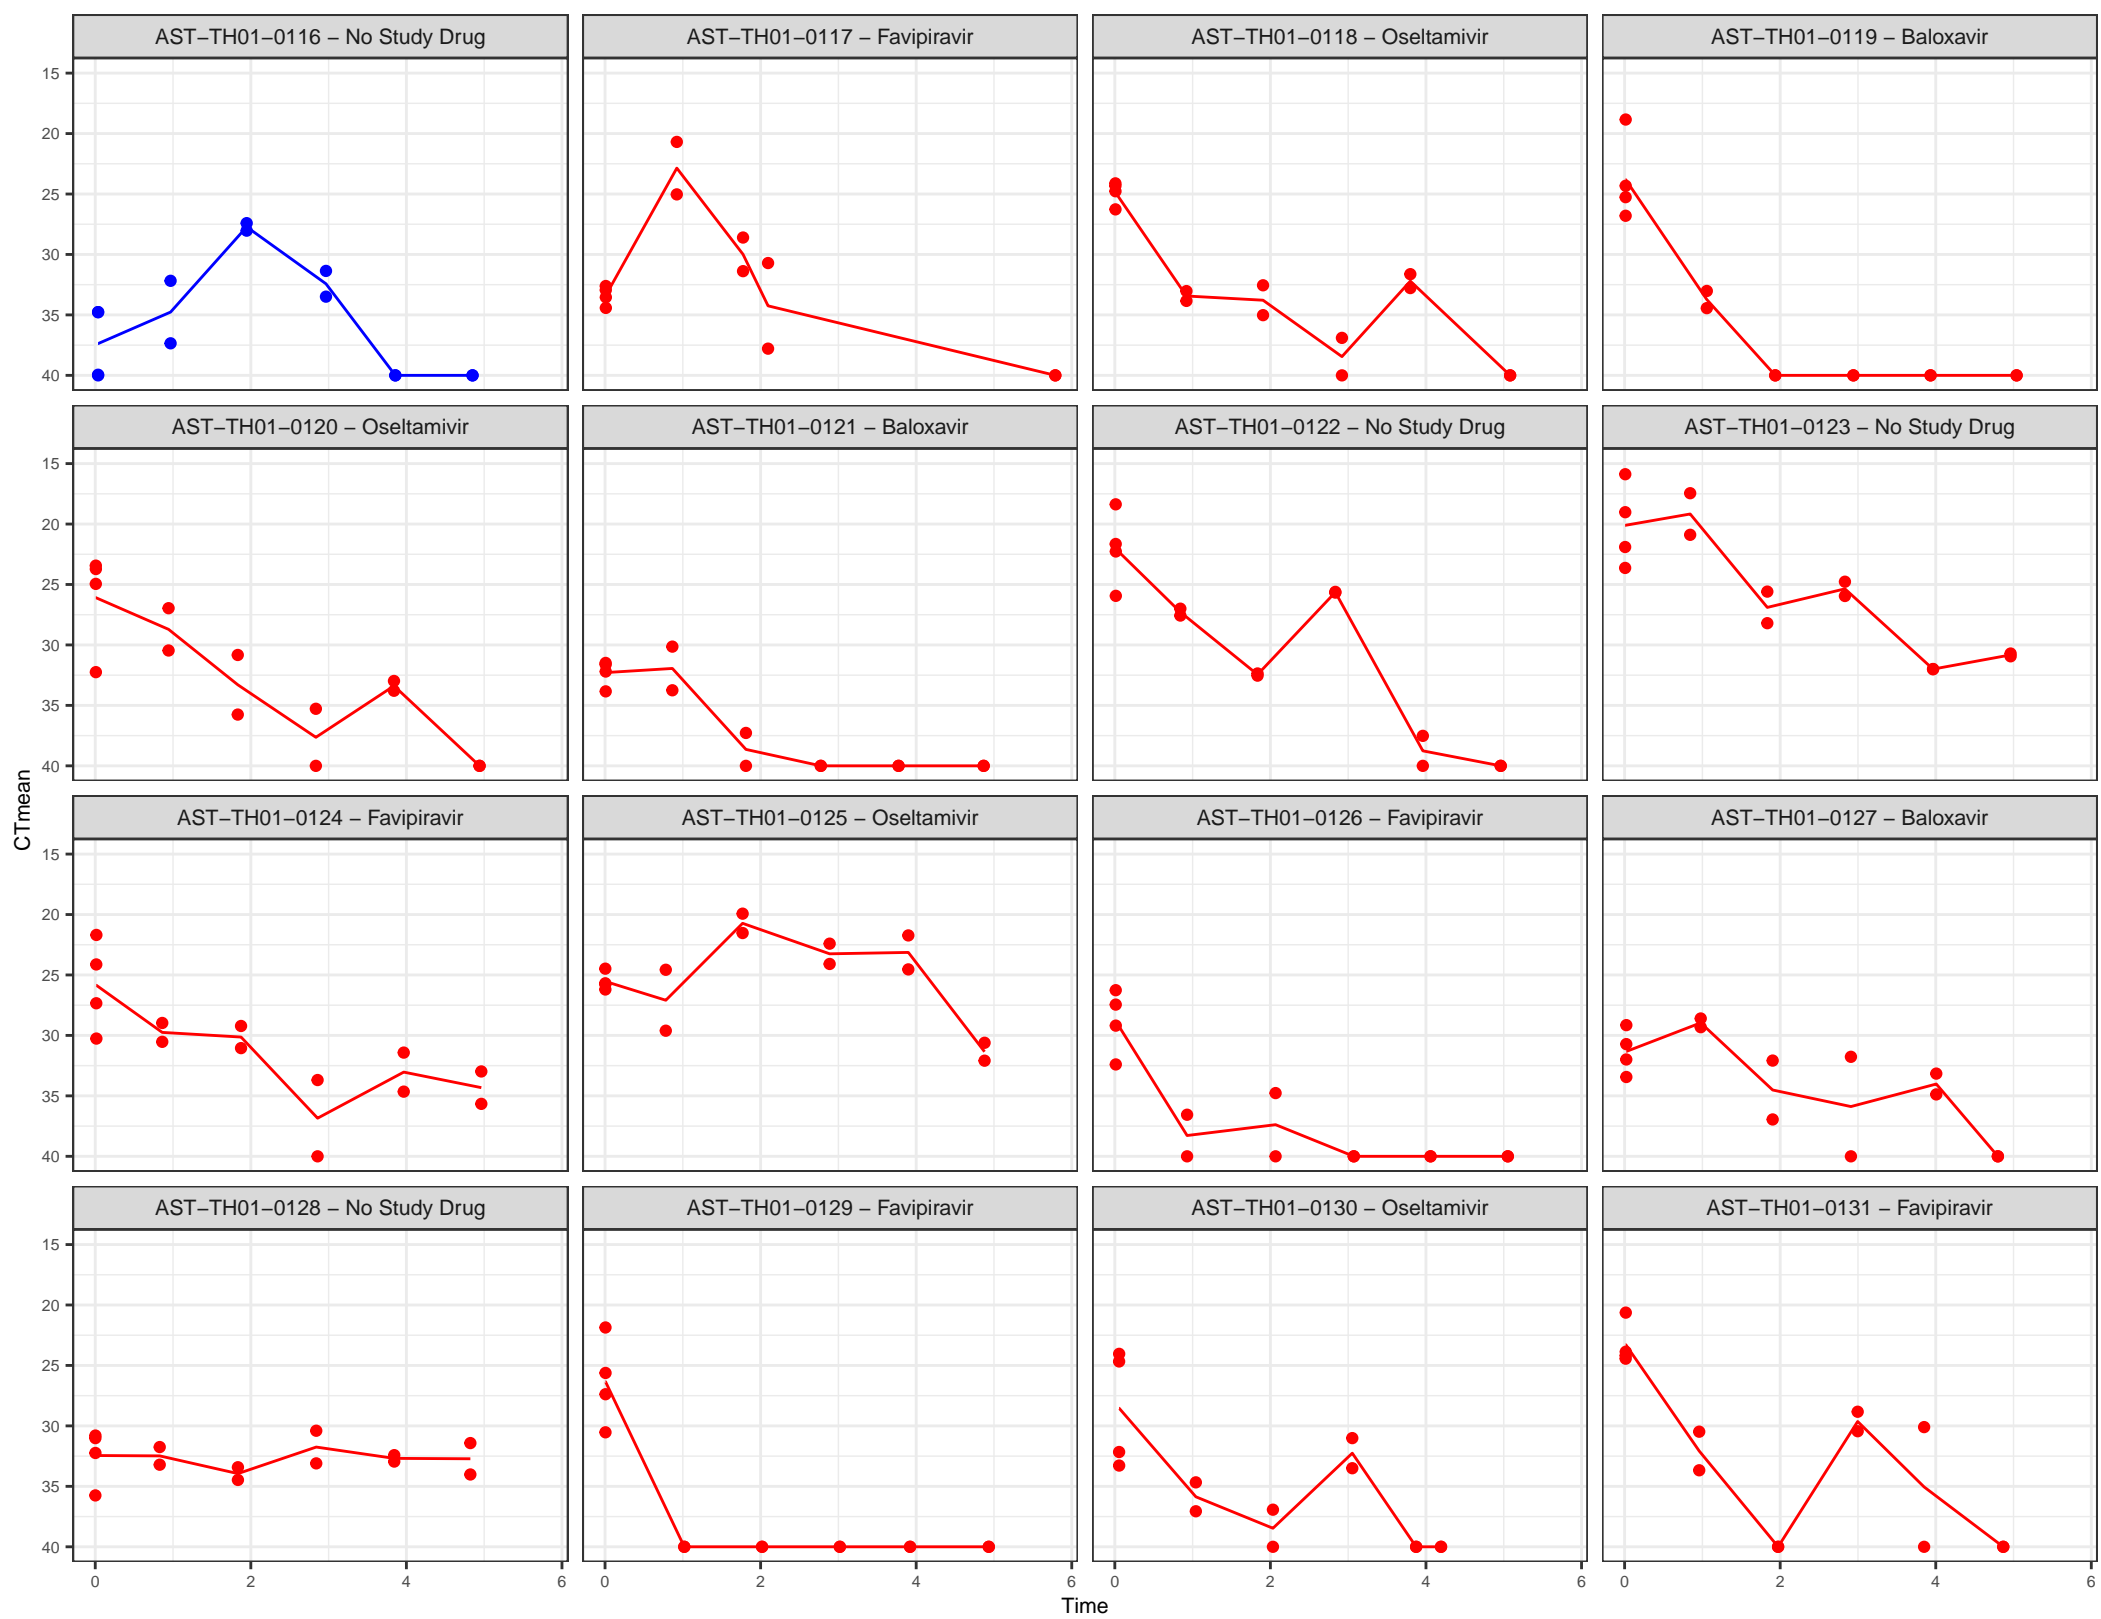 AST−TH01−0116 − No Study Drug
AST−TH01−0117 − Favipiravir
AST−TH01−0118 − Oseltamivir
AST−TH01−0119 − Baloxavir
15
20
25
30
35
40
AST−TH01−0120 − Oseltamivir
AST−TH01−0121 − Baloxavir
AST−TH01−0122 − No Study Drug
AST−TH01−0123 − No Study Drug
15
20
25
30
35
40
CTmean
AST−TH01−0124 − Favipiravir
AST−TH01−0125 − Oseltamivir
AST−TH01−0126 − Favipiravir
AST−TH01−0127 − Baloxavir
15
20
25
30
35
40
AST−TH01−0128 − No Study Drug
AST−TH01−0129 − Favipiravir
AST−TH01−0130 − Oseltamivir
AST−TH01−0131 − Favipiravir
15
20
25
30
35
40
0 2 4 6
0 2 4 6
0 2 4 6
0 2 4 6
Time